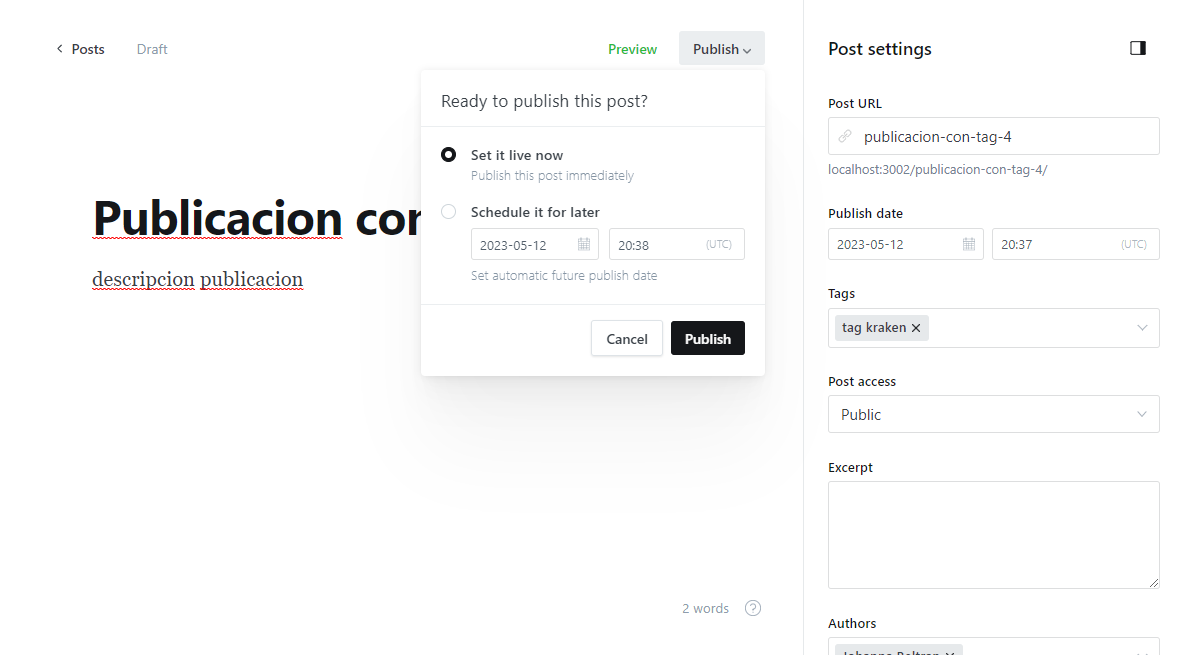 Posts Draft Preview Publish
Ready to publish this post?
Set it live now
Publish this post immediately
Schedule it for later
2023-05-12 20:38 (UTC)
Set automatic future publish date
Cancel Publish
Publicacion con
descripcion publicacion
2 words ?
Post settings
Post URL
publicacion-con-tag-4
localhost:3002/publicacion-con-tag-4/
Publish date
2023-05-12 20:37 (UTC)
Tags
tag kraken ×
Post access
Public
Excerpt
Authors
Johanna Beltran ×